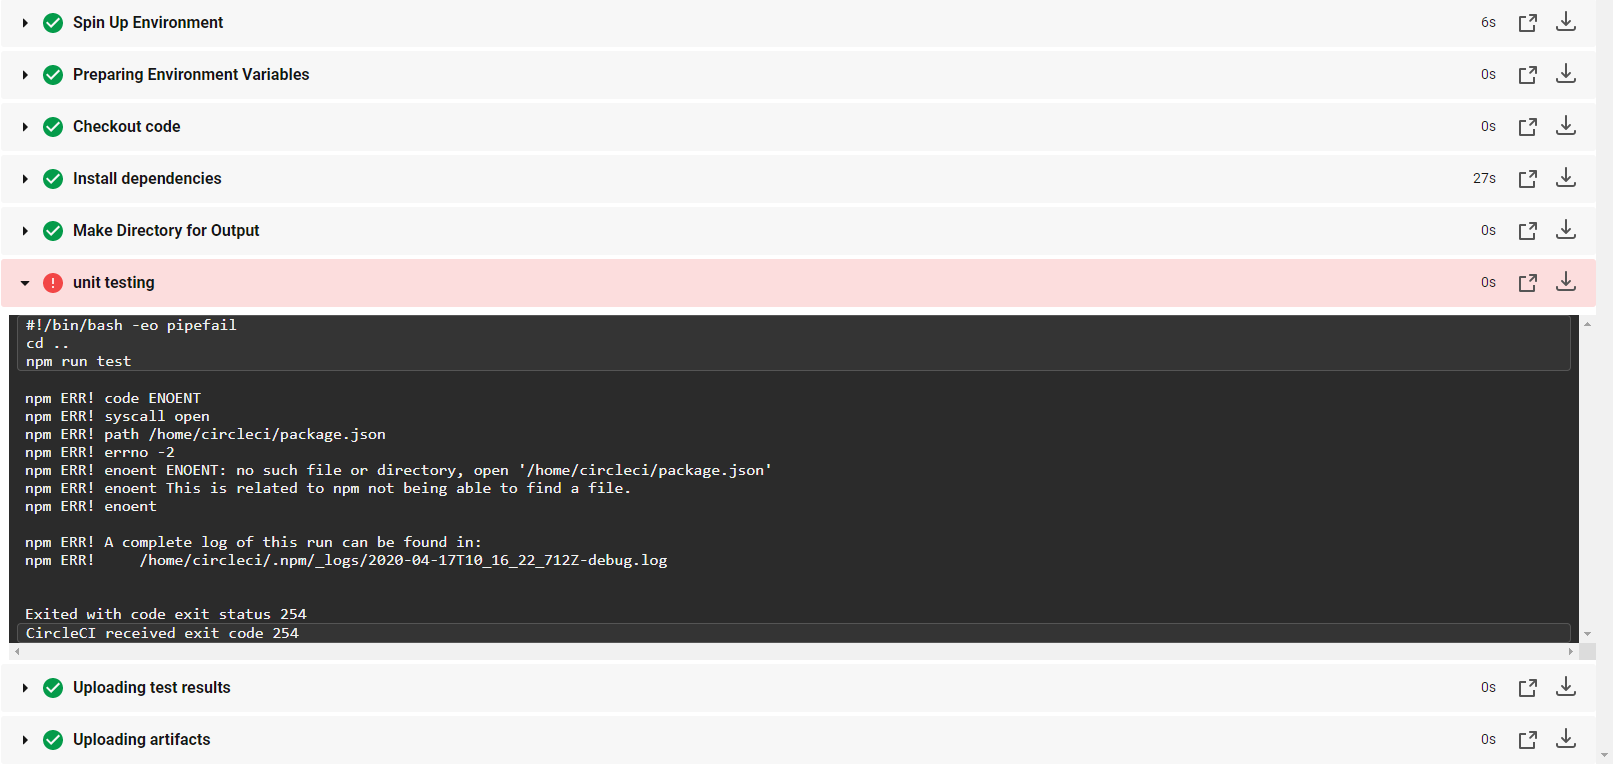 Spin Up Environment 6s
Preparing Environment Variables 0s
Checkout code 0s
Install dependencies 27s
Make Directory for Output 0s
unit testing 0s
#!/bin/bash -eo pipefail
cd ..
npm run test
npm ERR! code ENOENT
npm ERR! syscall open
npm ERR! path /home/circleci/package.json
npm ERR! errno -2
npm ERR! enoent ENOENT: no such file or directory, open '/home/circleci/package.json'
npm ERR! enoent This is related to npm not being able to find a file.
npm ERR! enoent
npm ERR! A complete log of this run can be found in:
npm ERR!     /home/circleci/.npm/_logs/2020-04-17T10_16_22_712Z-debug.log
Exited with code exit status 254
CircleCI received exit code 254
Uploading test results 0s
Uploading artifacts 0s